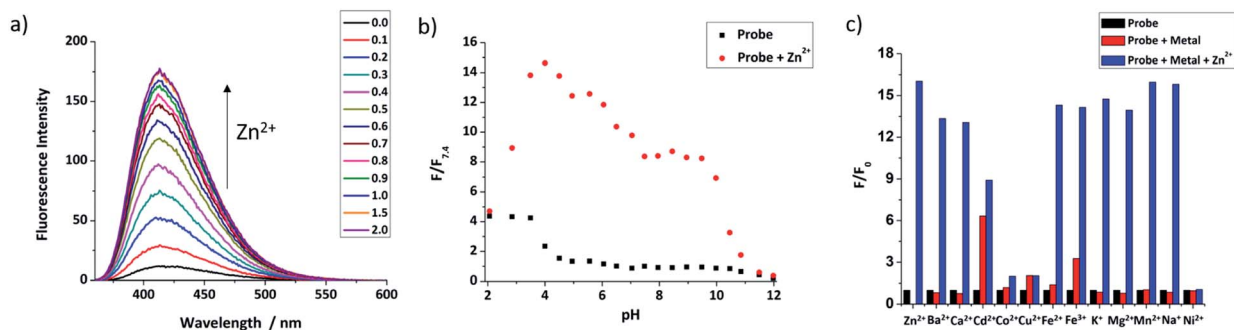 a)
Fluorescence Intensity
200
150
100
50
0
400 450 500 550 600
Wavelength / nm
Zn²⁺
0.0
0.1
0.2
0.3
0.4
0.5
0.6
0.7
0.8
0.9
1.0
1.5
2.0
b)
F/F7.4
16
14
12
10
8
6
4
2
0
2 4 6 8 10 12
pH
Probe
Probe + Zn²⁺
c)
F/F0
18
15
12
9
6
3
0
Zn²⁺ Ba²⁺ Ca²⁺ Cd²⁺ Co²⁺ Cu²⁺ Fe²⁺ Fe³⁺ K⁺ Mg²⁺ Mn²⁺ Na⁺ Ni²⁺
Probe
Probe + Metal
Probe + Metal + Zn²⁺